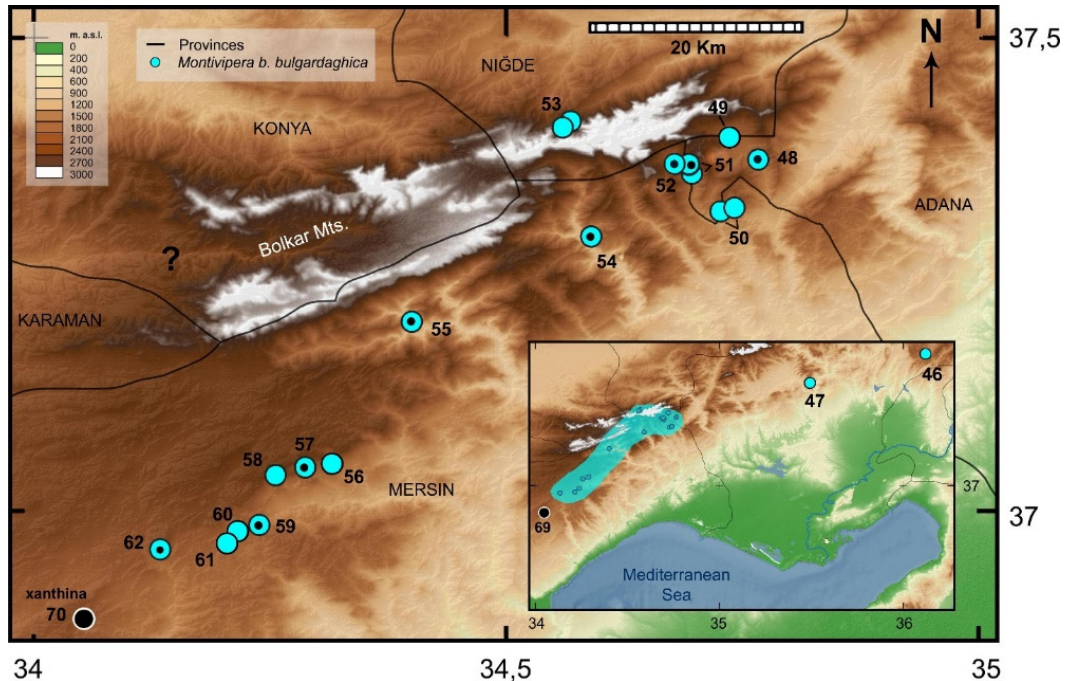 m. a.s.l.
0
200
400
600
900
1200
1500
1800
2100
2400
2700
3000
Provinces
Montivipera b. bulgardaghica
20 Km
N
37,5
NIĞDE
KONYA
53
49
48
51
52
50
ADANA
Bolkar Mts.
?
54
KARAMAN
55
46
47
37
69
Mediterranean
Sea
34
35
36
57
58
56
MERSIN
60
59
62
61
37
xanthina
70
34
34,5
35